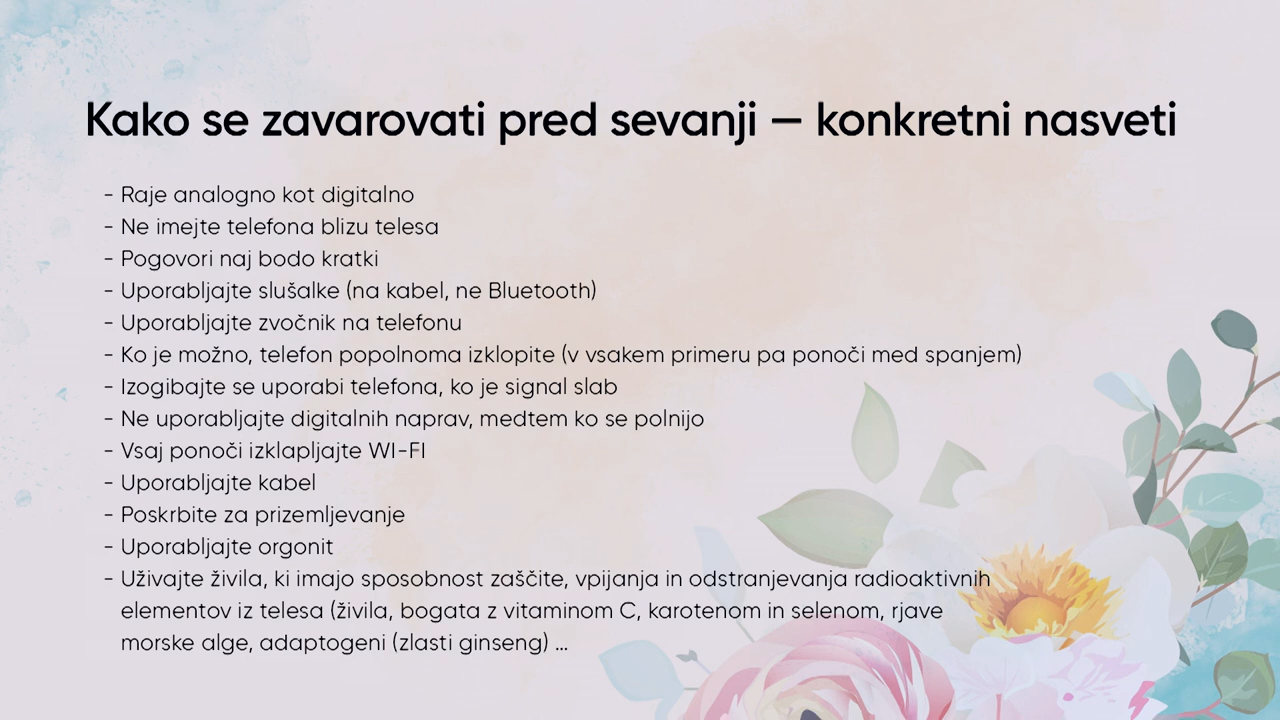 Kako se zavarovati pred sevanji – konkretni nasveti
- Raje analogno kot digitalno
- Ne imejte telefona blizu telesa
- Pogovori naj bodo kratki
- Uporabljajte slušalke (na kabel, ne Bluetooth)
- Uporabljajte zvočnik na telefonu
- Ko je možno, telefon popolnoma izklopite (v vsakem primeru pa ponoči med spanjem)
- Izogibajte se uporabi telefona, ko je signal slab
- Ne uporabljajte digitalnih naprav, medtem ko se polnijo
- Vsaj ponoči izklapljajte WI-FI
- Uporabljajte kabel
- Poskrbite za prizemljevanje
- Uporabljajte orgonit
- Uživajte živila, ki imajo sposobnost zaščite, vpijanja in odstranjevanja radioaktivnih
elementov iz telesa (živila, bogata z vitaminom C, karotenom in selenom, rjave
morske alge, adaptogeni (zlasti ginseng) ...